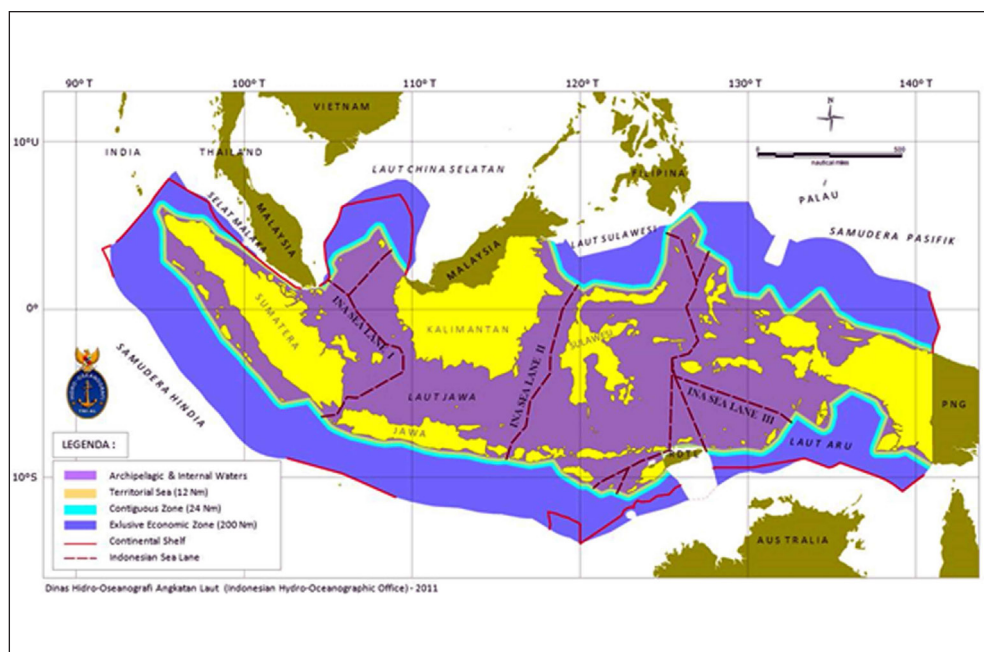 90° T 100° T 110° T 120° T 130° T 140° T
VIETNAM
10°U
INDIA THAILAND
LAUT CHINA SELATAN
FILIPINA
0 500
nautical miles
N
PALAU
SELAT MALAKA
MALAYSIA
MALAYSIA
LAUT SULAWESI
SAMUDERA PASIFIK
0°
SUMATERA
INA SEA LANE I
KALIMANTAN
INA SEA LANE II
SULAWESI
SAMUDERA HINDIA
LAUT JAWA
INA SEA LANE III
PNG
JAWA
LAUT ARU
RDTL
10°S
AUSTRALIA
LEGENDA :
Archipelagic & Internal Waters
Territorial Sea (12 Nm)
Contiguous Zone (24 Nm)
Exlusive Economic Zone (200 Nm)
Continental Shelf
Indonesian Sea Lane
Dinas Hidro-Oseanografi Angkatan Laut (Indonesian Hydro-Oceanographic Office) - 2011